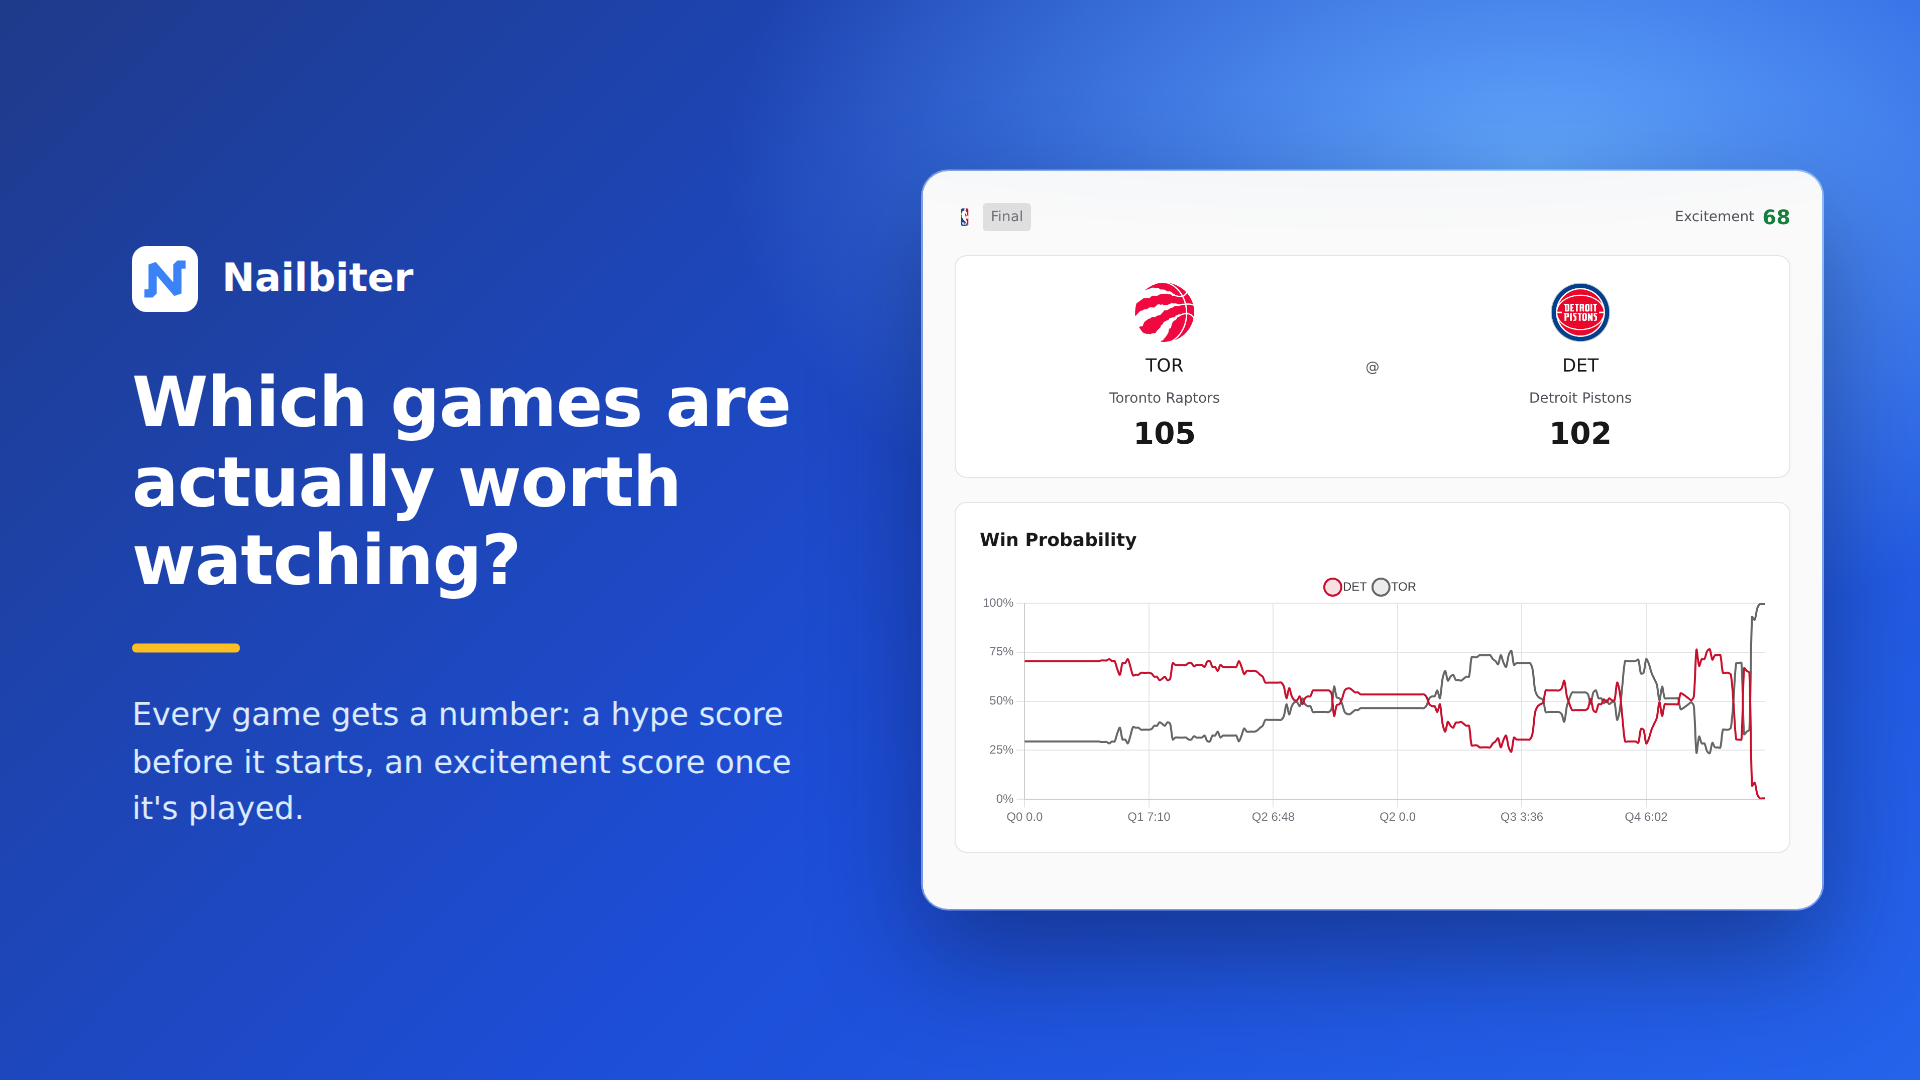 Nailbiter
Which games are
actually worth
watching?
Every game gets a number: a hype score
before it starts, an excitement score once
it's played.
Final
Excitement 68
DETROIT
PISTONS
TOR
@
DET
Toronto Raptors
Detroit Pistons
105
102
Win Probability
DET TOR
100%
75%
50%
25%
0%
Q0 0.0 Q1 7:10 Q2 6:48 Q2 0.0 Q3 3:36 Q4 6:02